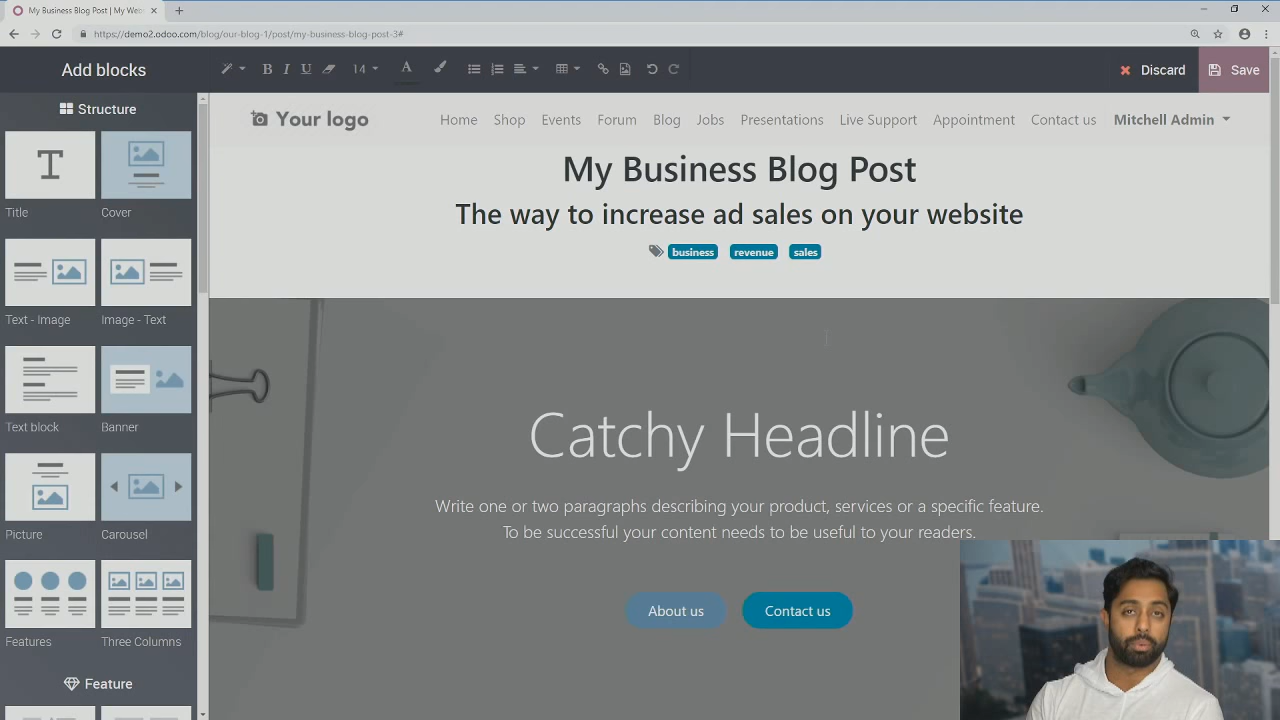 My Business Blog Post | My Webs
https://demo2.odoo.com/blog/our-blog-1/post/my-business-blog-post-3#
Add blocks
B I U 14 A
Discard
Save
Structure
Title
Cover
Text - Image
Image - Text
Text block
Banner
Picture
Carousel
Features
Three Columns
Feature
Your logo
Home Shop Events Forum Blog Jobs Presentations Live Support Appointment Contact us Mitchell Admin
My Business Blog Post
The way to increase ad sales on your website
business revenue sales
Catchy Headline
Write one or two paragraphs describing your product, services or a specific feature.
To be successful your content needs to be useful to your readers.
About us
Contact us